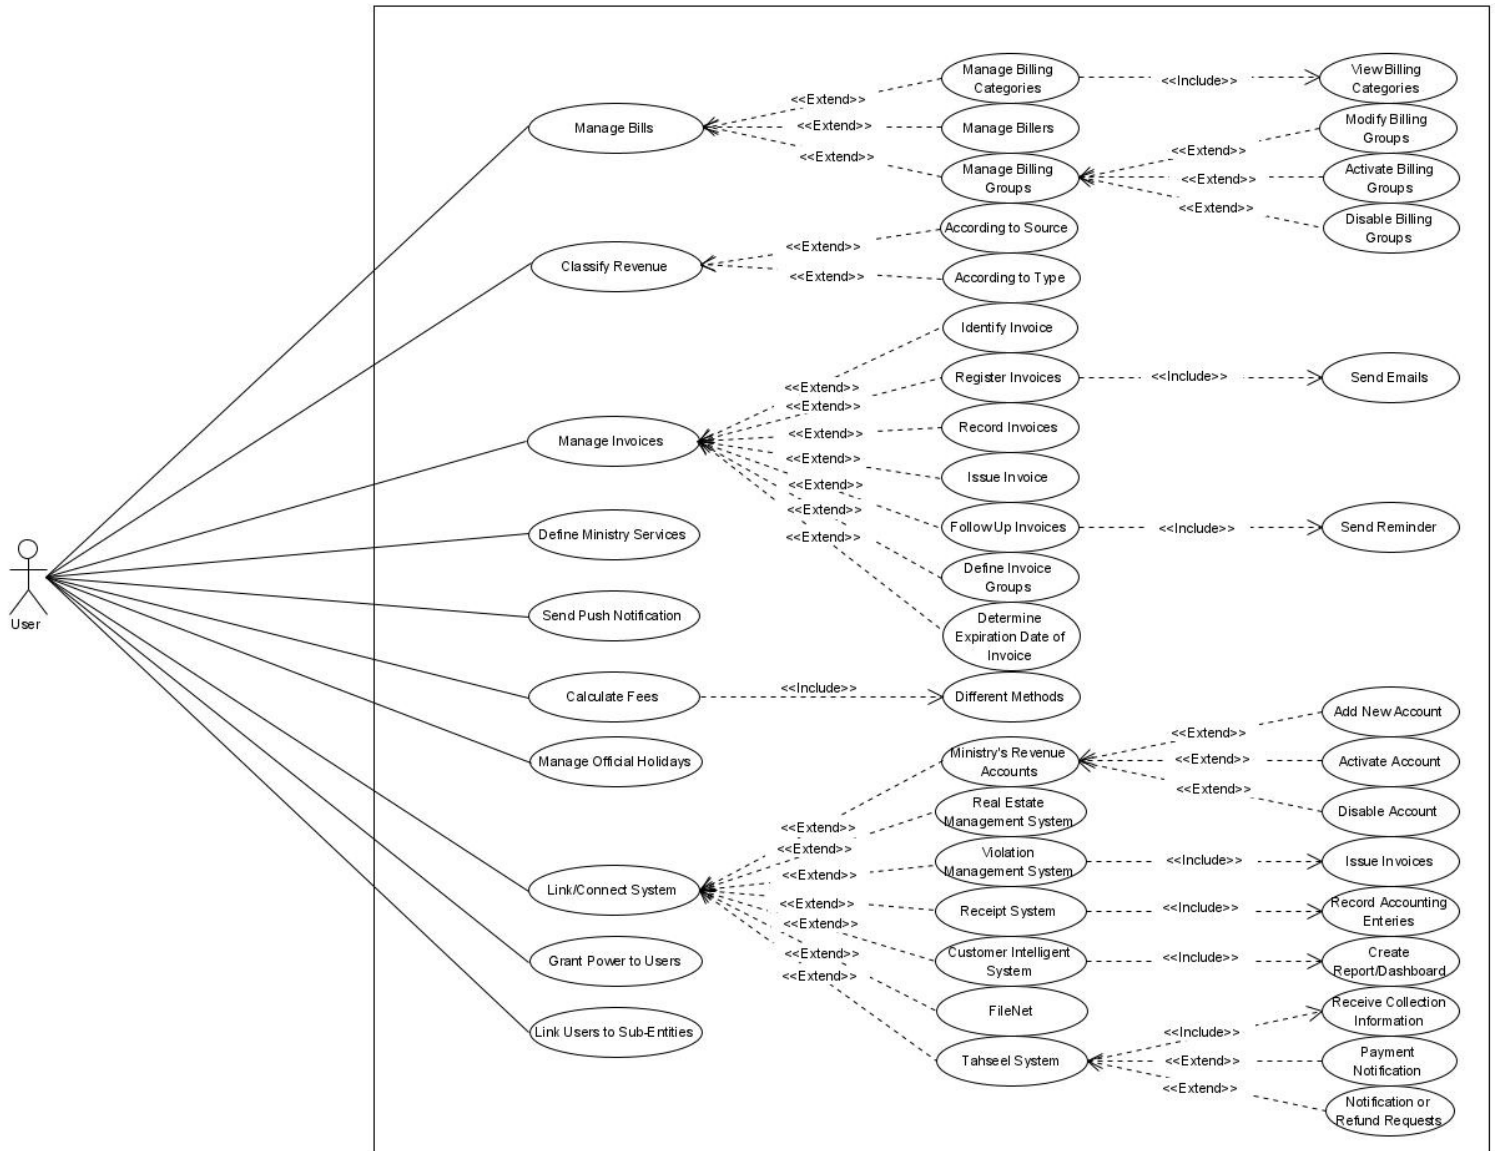 Manage Billing
Categories
<<Include>>
View Billing
Categories
<<Extend>>
Manage Bills
<<Extend>>
Manage Billers
<<Extend>>
Manage Billing
Groups
<<Extend>>
Modify Billing
Groups
<<Extend>>
Activate Billing
Groups
<<Extend>>
Disable Billing
Groups
Classify Revenue
<<Extend>>
According to Source
<<Extend>>
According to Type
Manage Invoices
<<Extend>>
Identify Invoice
<<Extend>>
Register Invoices
<<Include>>
Send Emails
<<Extend>>
Record Invoices
<<Extend>>
Issue Invoice
<<Extend>>
Follow Up Invoices
<<Include>>
Send Reminder
<<Extend>>
Define Invoice
Groups
<<Extend>>
Determine
Expiration Date of
Invoice
Define Ministry Services
User
Send Push Notification
Calculate Fees
<<Include>>
Different Methods
Manage Official Holidays
Link/Connect System
<<Extend>>
Ministry's Revenue
Accounts
<<Extend>>
Add New Account
<<Extend>>
Activate Account
<<Extend>>
Disable Account
<<Extend>>
Real Estate
Management System
<<Extend>>
Violation
Management System
<<Include>>
Issue Invoices
<<Extend>>
Receipt System
<<Include>>
Record Accounting
Enteries
<<Extend>>
Customer Intelligent
System
<<Include>>
Create
Report/Dashboard
<<Extend>>
FileNet
<<Extend>>
Tahseel System
<<Include>>
Receive Collection
Information
<<Extend>>
Payment
Notification
<<Extend>>
Notification or
Refund Requests
Grant Power to Users
Link Users to Sub-Entities